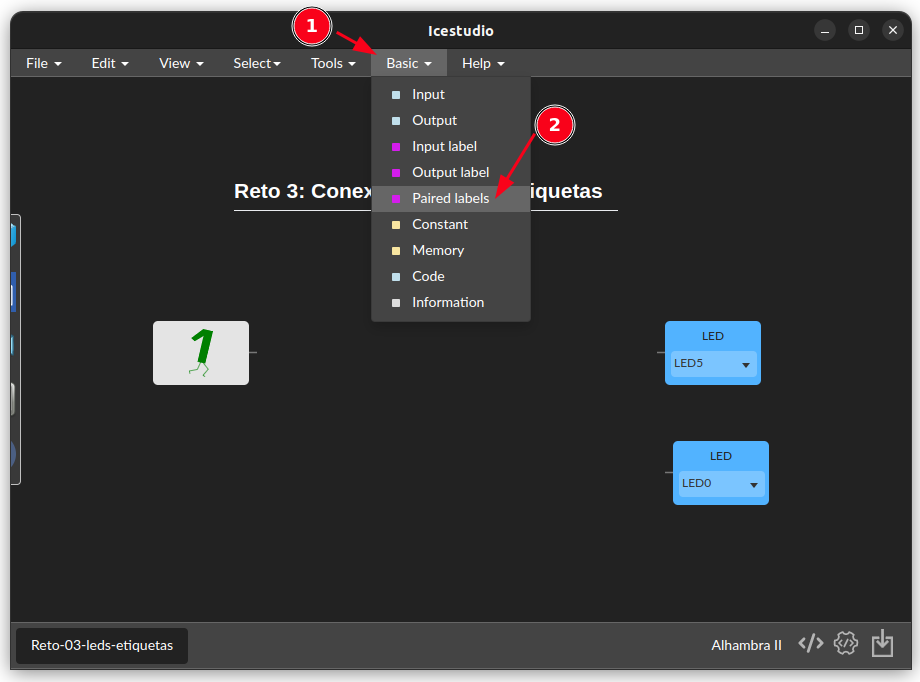 1
Icestudio
File Edit View Select Tools Basic Help
Input
Output
2
Input label
Output label
Reto 3: Conex
iquetas
Paired labels
Constant
Memory
Code
Information
1
LED
LED5
LED
LED0
Reto-03-leds-etiquetas
Alhambra II